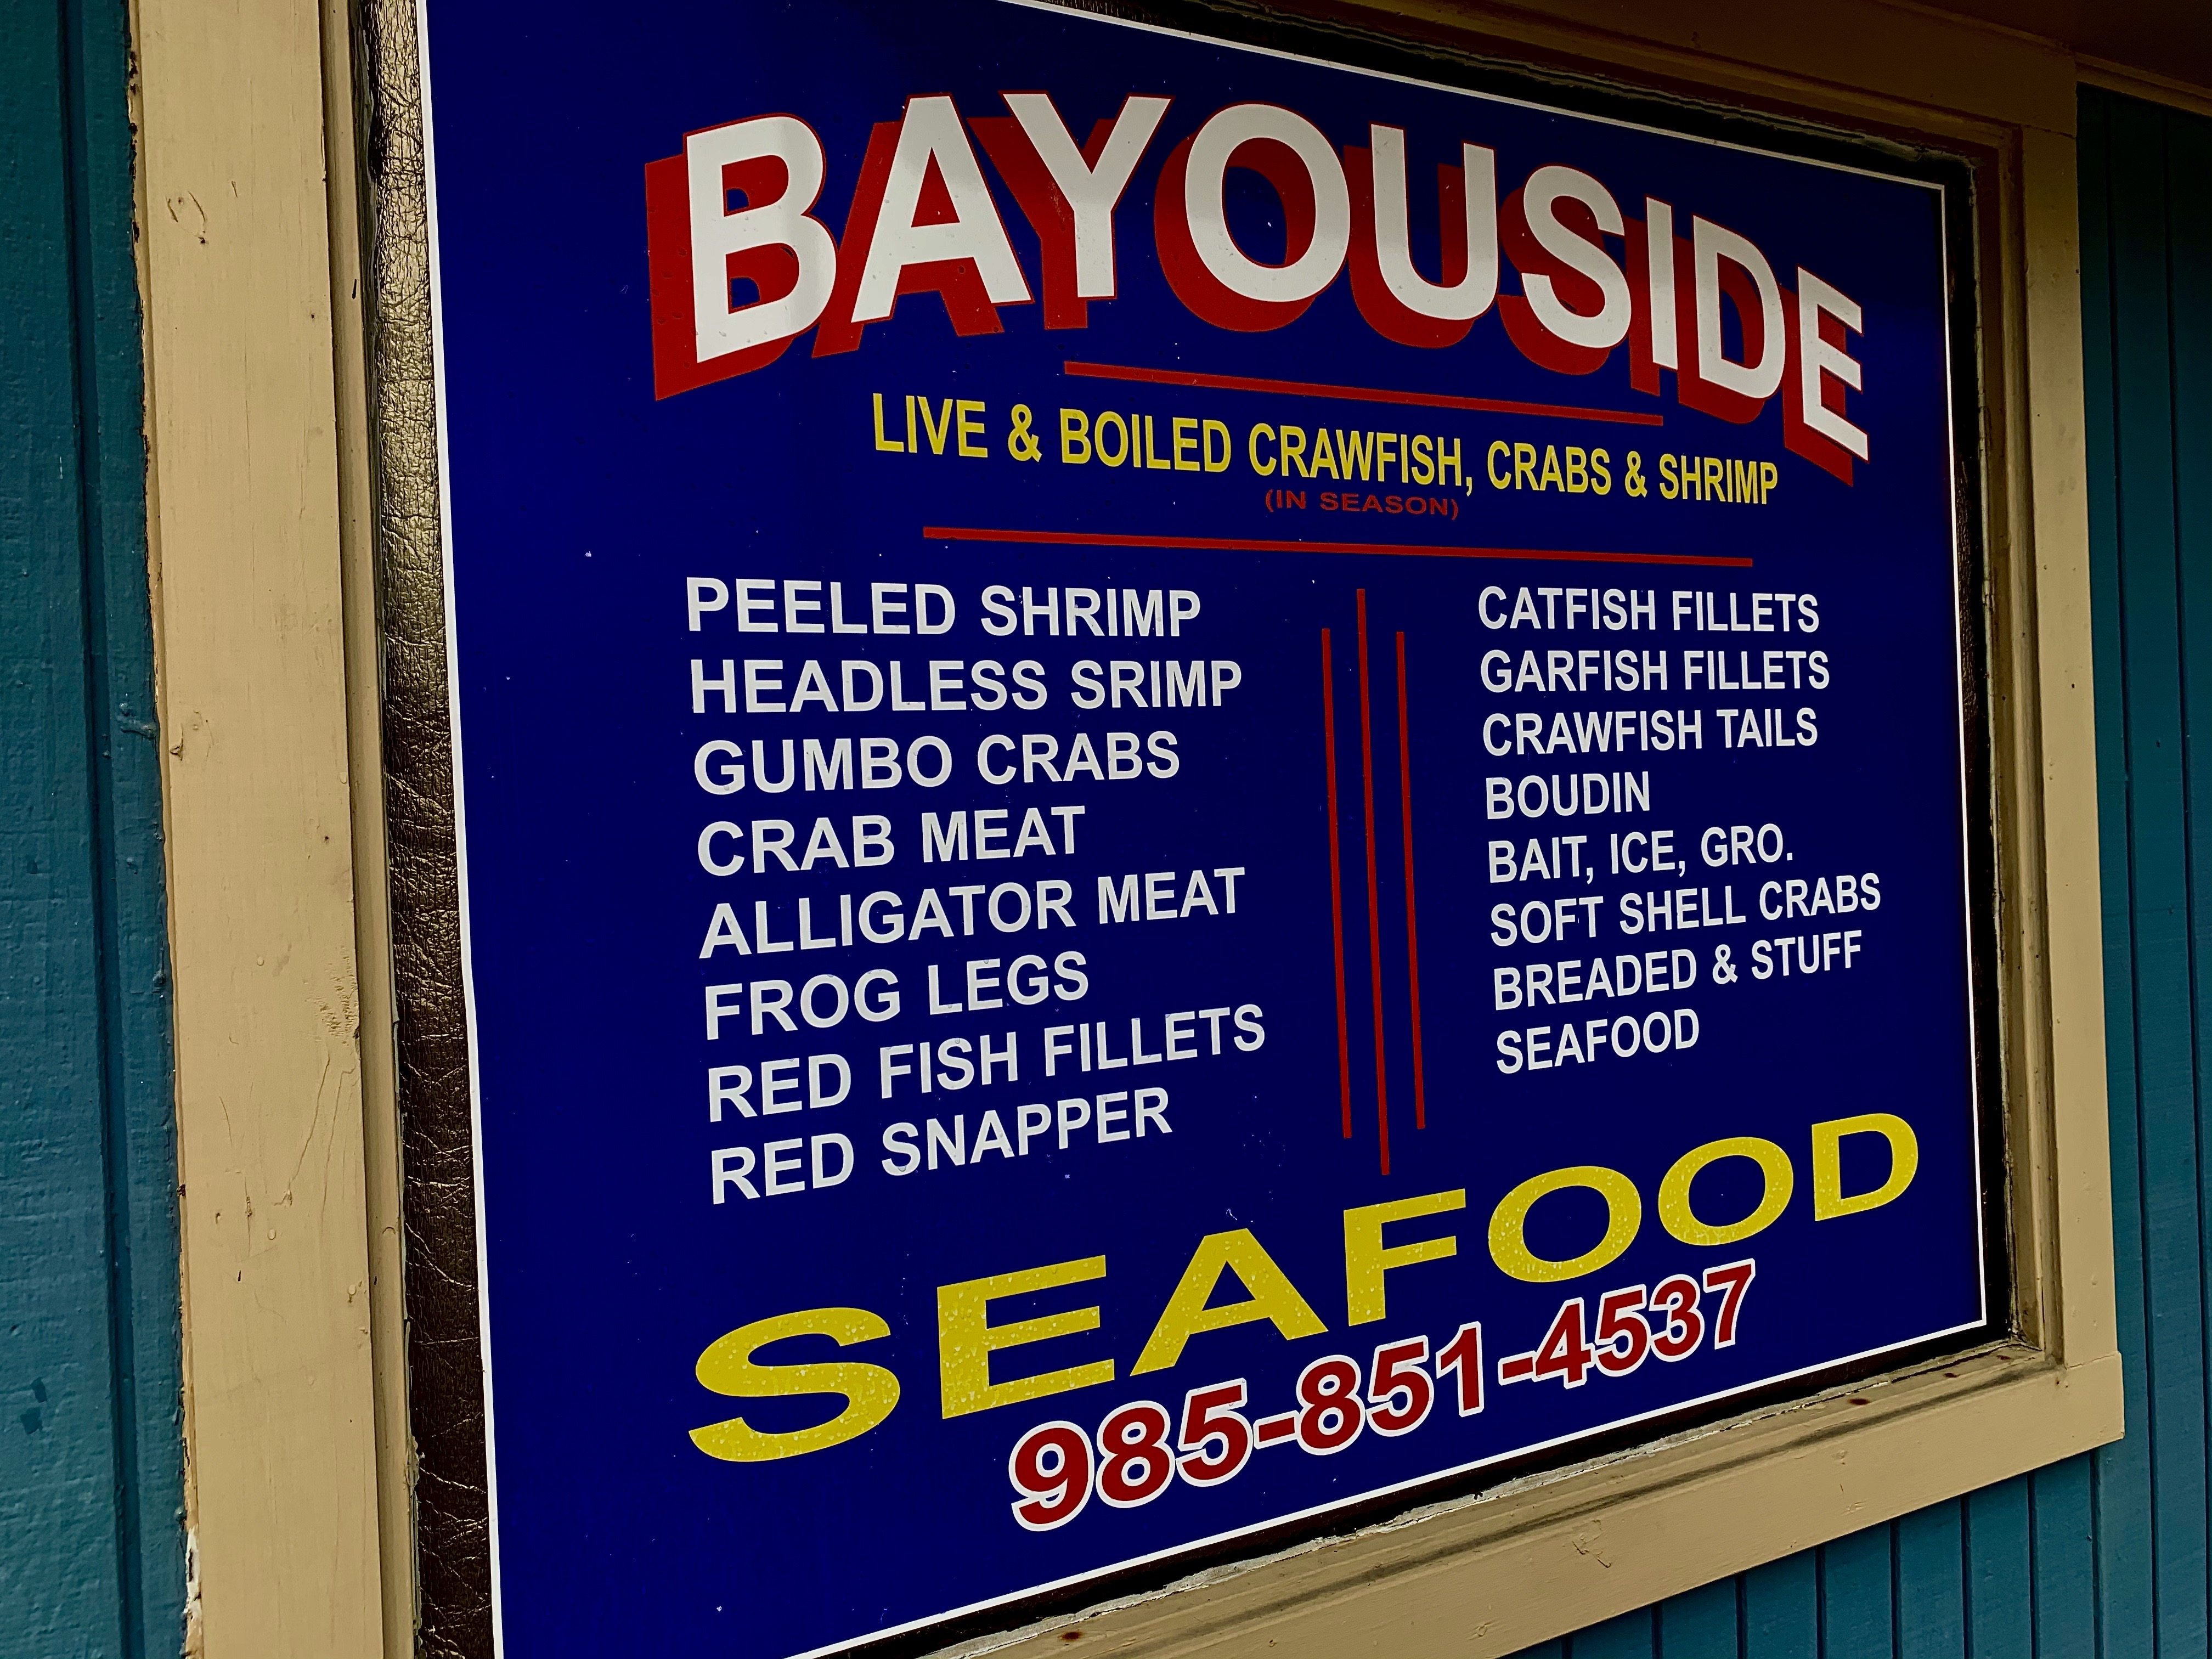 BAYOUSIDE
LIVE & BOILED CRAWFISH, CRABS & SHRIMP
(IN SEASON)
PEELED SHRIMP
HEADLESS SRIMP
GUMBO CRABS
CRAB MEAT
ALLIGATOR MEAT
FROG LEGS
RED FISH FILLETS
RED SNAPPER
CATFISH FILLETS
GARFISH FILLETS
CRAWFISH TAILS
BOUDIN
BAIT, ICE, GRO.
SOFT SHELL CRABS
BREADED & STUFF
SEAFOOD
SEAFOOD
985-851-4537